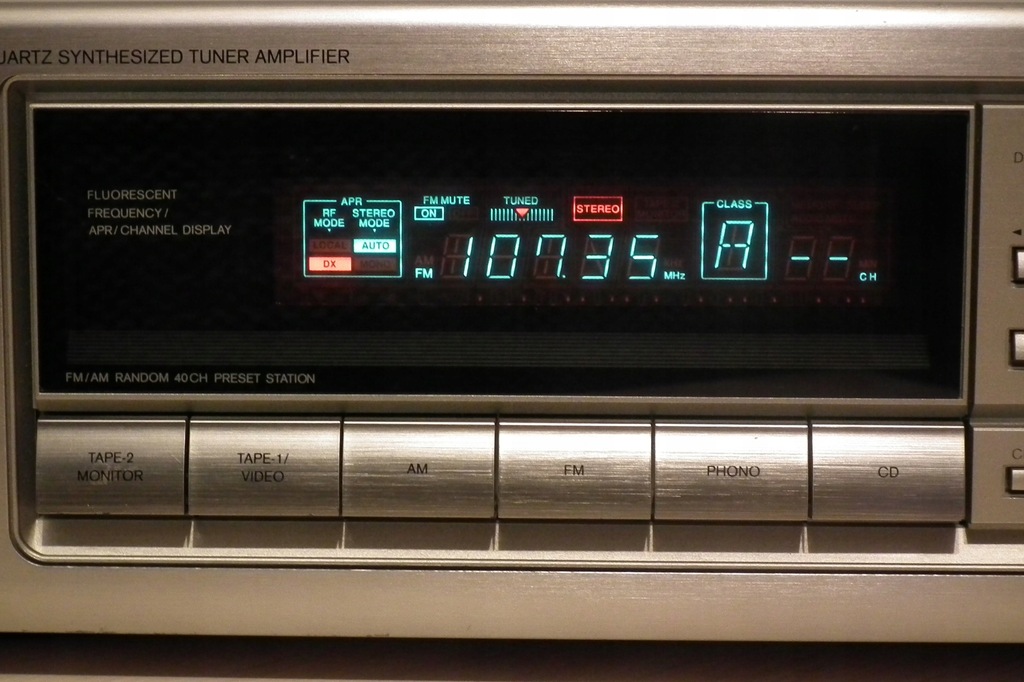 UARTZ SYNTHESIZED TUNER AMPLIFIER
FLUORESCENT
FREQUENCY/
APR/CHANNEL DISPLAY
APR
RF MODE
STEREO MODE
LOCAL
AUTO
DX
MONO
FM MUTE
ON
TUNED
STEREO
AM
FM
107.35 MHz
CLASS
A
-- CH
FM/AM RANDOM 40CH PRESET STATION
TAPE-2
MONITOR
TAPE-1/
VIDEO
AM
FM
PHONO
CD
D
C